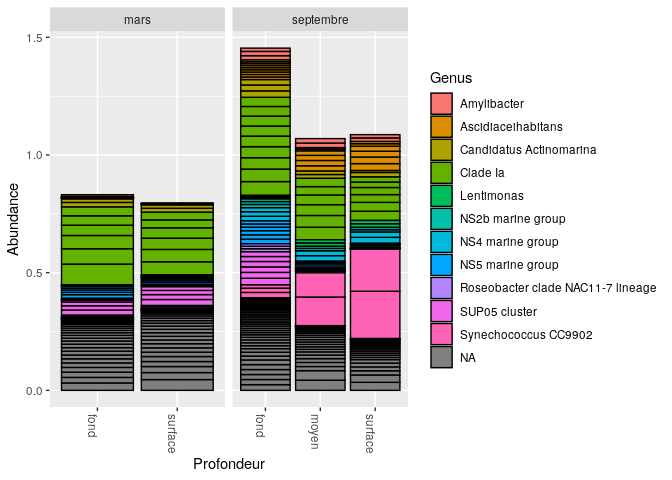 mars
septembre
1.5
1.0
0.5
0.0
Abundance
fond
surface
fond
moyen
surface
Profondeur
Genus
Amylibacter
Ascidiaceihabitans
Candidatus Actinomarina
Clade Ia
Lentimonas
NS2b marine group
NS4 marine group
NS5 marine group
Roseobacter clade NAC11-7 lineage
SUP05 cluster
Synechococcus CC9902
NA